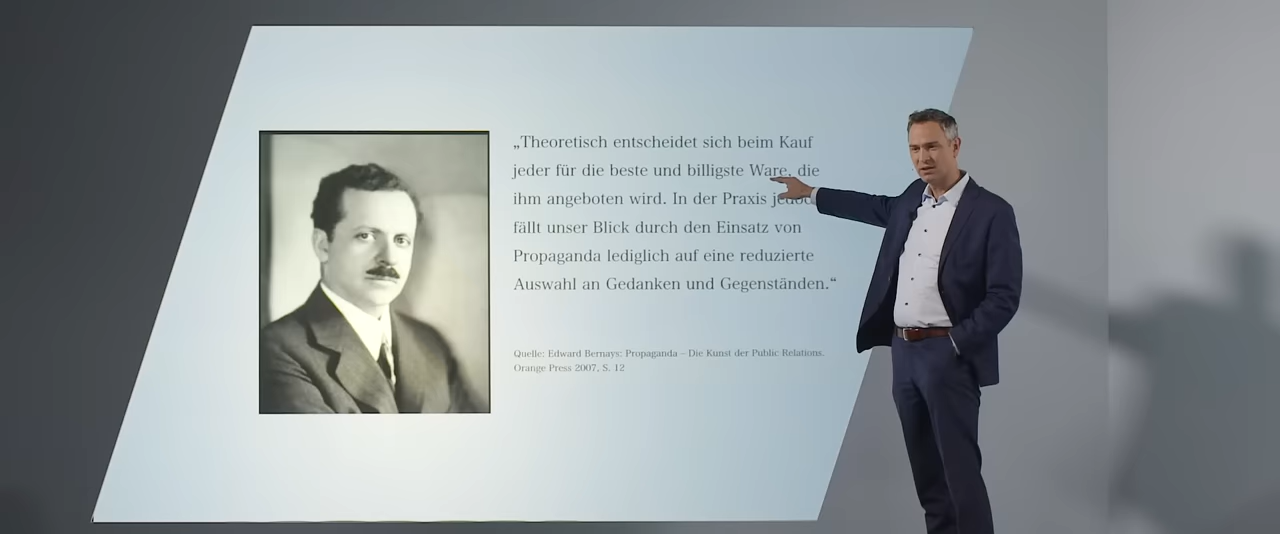 „Theoretisch entscheidet sich beim Kauf
jeder für die beste und billigste Ware, die
ihm angeboten wird. In der Praxis
fällt unser Blick durch den Einsatz von
Propaganda lediglich auf eine reduzierte
Auswahl an Gedanken und Gegenständen.“
Quelle: Edward Bernays: Propaganda – Die Kunst der Public Relations.
Orange Press 2007, S. 12